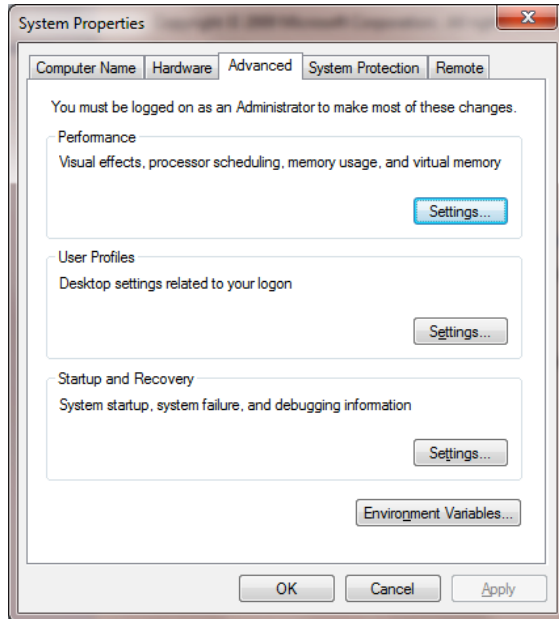 System Properties
Computer Name Hardware Advanced System Protection Remote
You must be logged on as an Administrator to make most of these changes.
Performance
Visual effects, processor scheduling, memory usage, and virtual memory
Settings...
User Profiles
Desktop settings related to your logon
Settings...
Startup and Recovery
System startup, system failure, and debugging information
Settings...
Environment Variables...
OK Cancel Apply